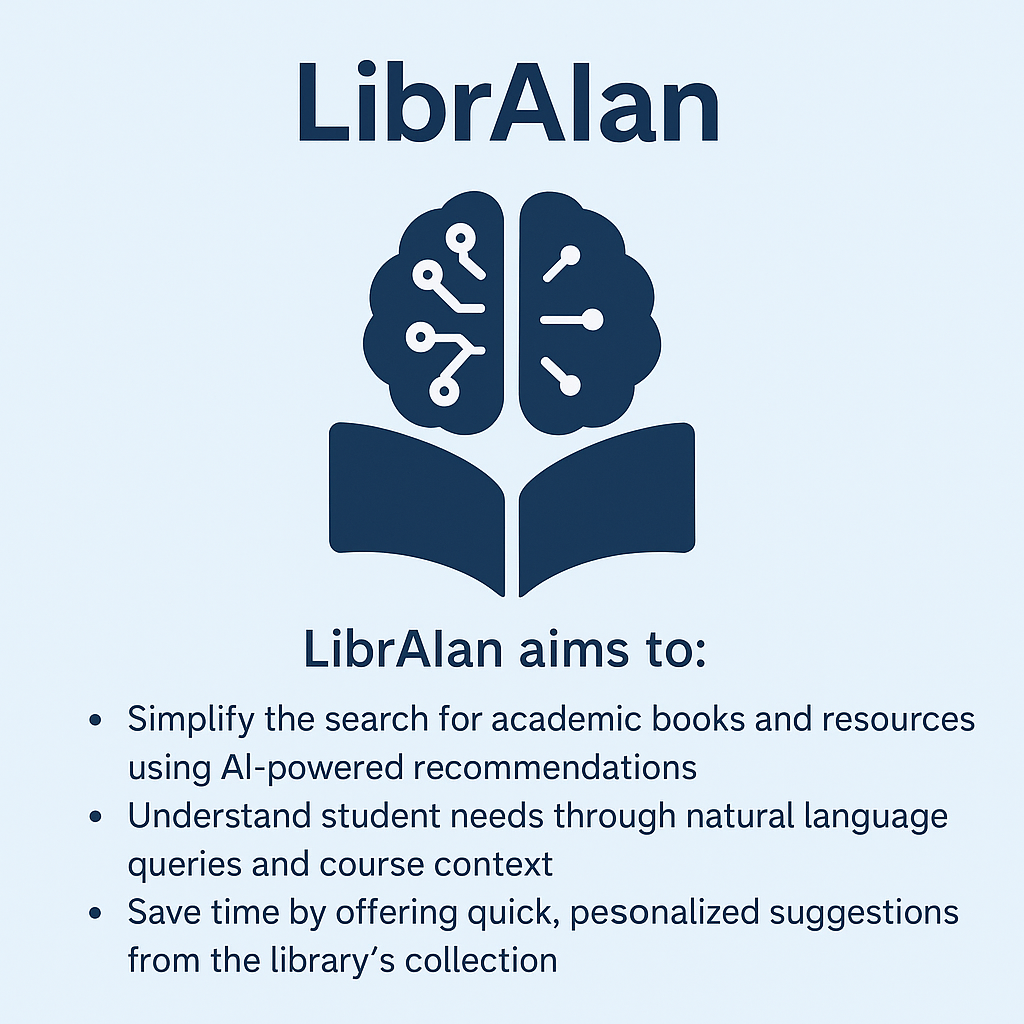 LibrAIan
LibrAIan aims to:
• Simplify the search for academic books and resources
using AI-powered recommendations
• Understand student needs through natural language
queries and course context
• Save time by offering quick, pesonalized suggestions
from the library’s collection